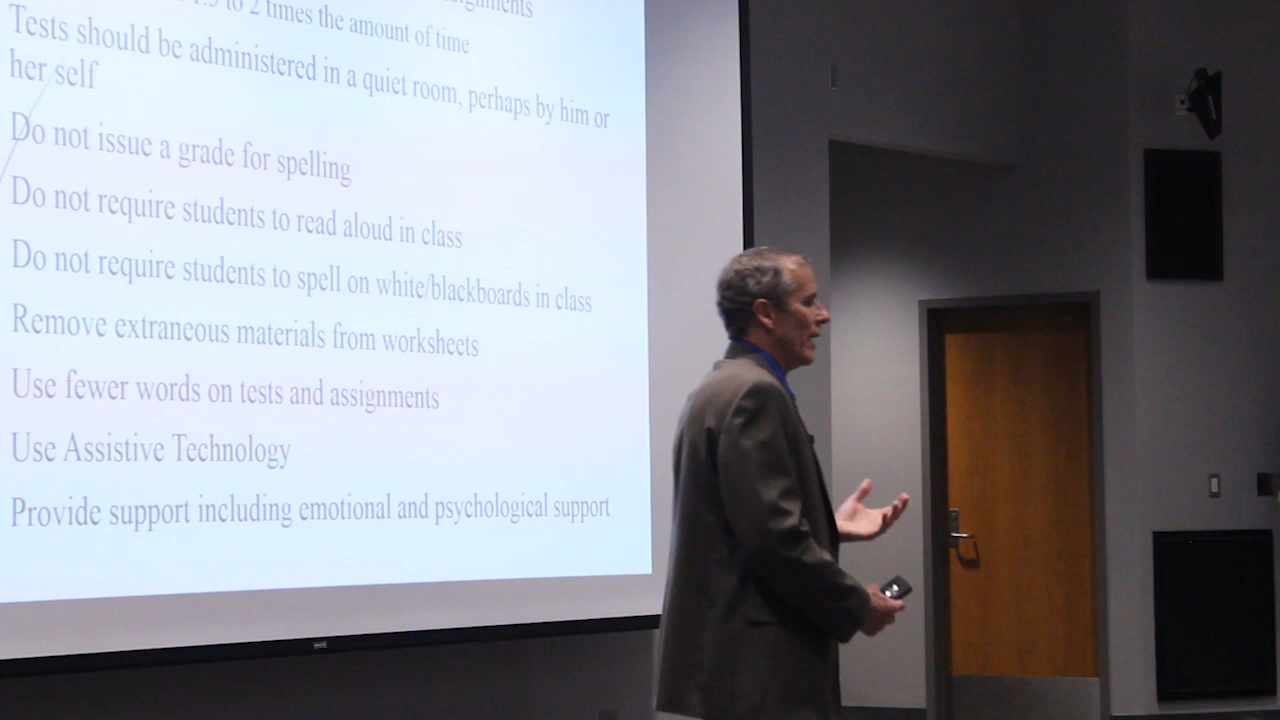 to 2 times the amount of time
Tests should be administered in a quiet room, perhaps by him or
her self
Do not issue a grade for spelling
Do not require students to read aloud in class
Do not require students to spell on white/blackboards in class
Remove extraneous materials from worksheets
Use fewer words on tests and assignments
Use Assistive Technology
Provide support including emotional and psychological support